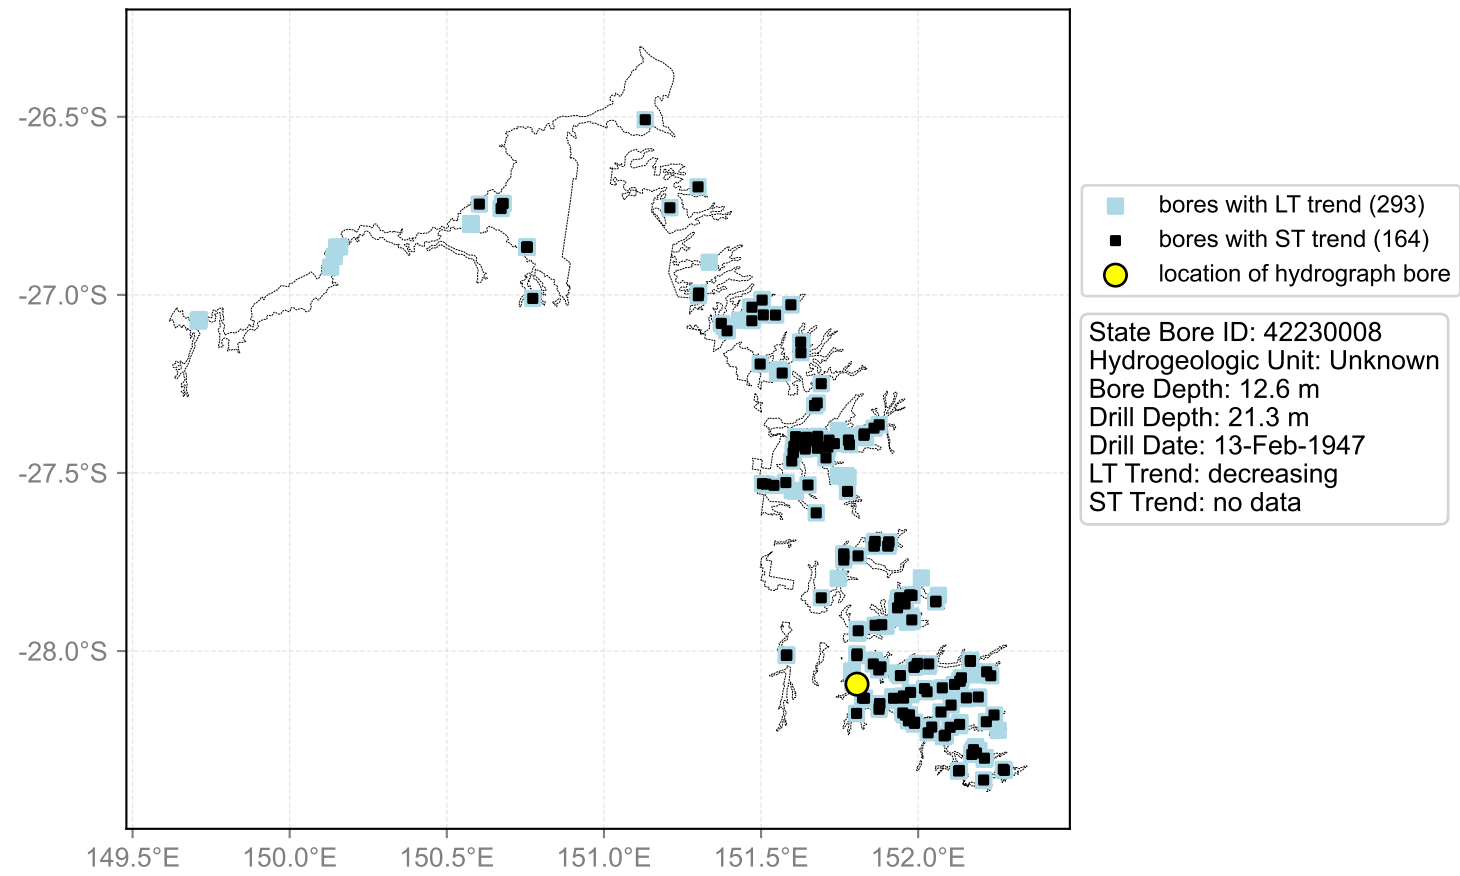 -26.5°S
-27.0°S
-27.5°S
-28.0°S
149.5°E
150.0°E
150.5°E
151.0°E
151.5°E
152.0°E
bores with LT trend (293)
bores with ST trend (164)
location of hydrograph bore
State Bore ID: 42230008
Hydrogeologic Unit: Unknown
Bore Depth: 12.6 m
Drill Depth: 21.3 m
Drill Date: 13-Feb-1947
LT Trend: decreasing
ST Trend: no data